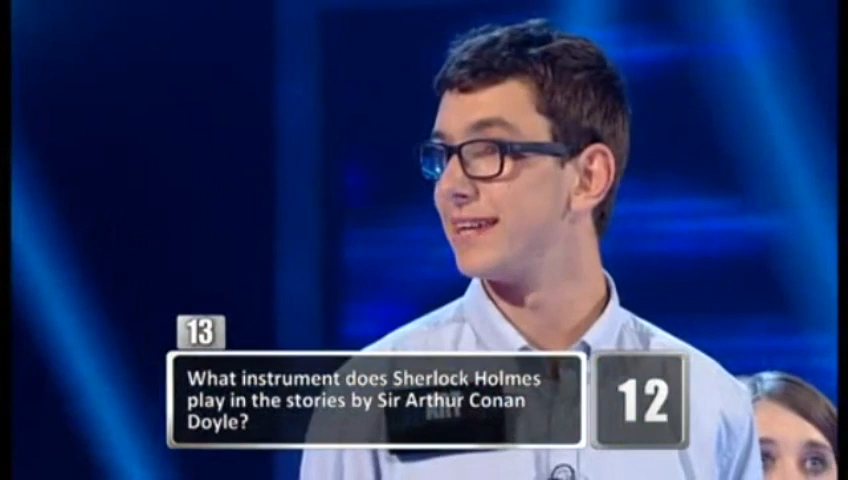 13
What instrument does Sherlock Holmes
play in the stories by Sir Arthur Conan
Doyle?
12